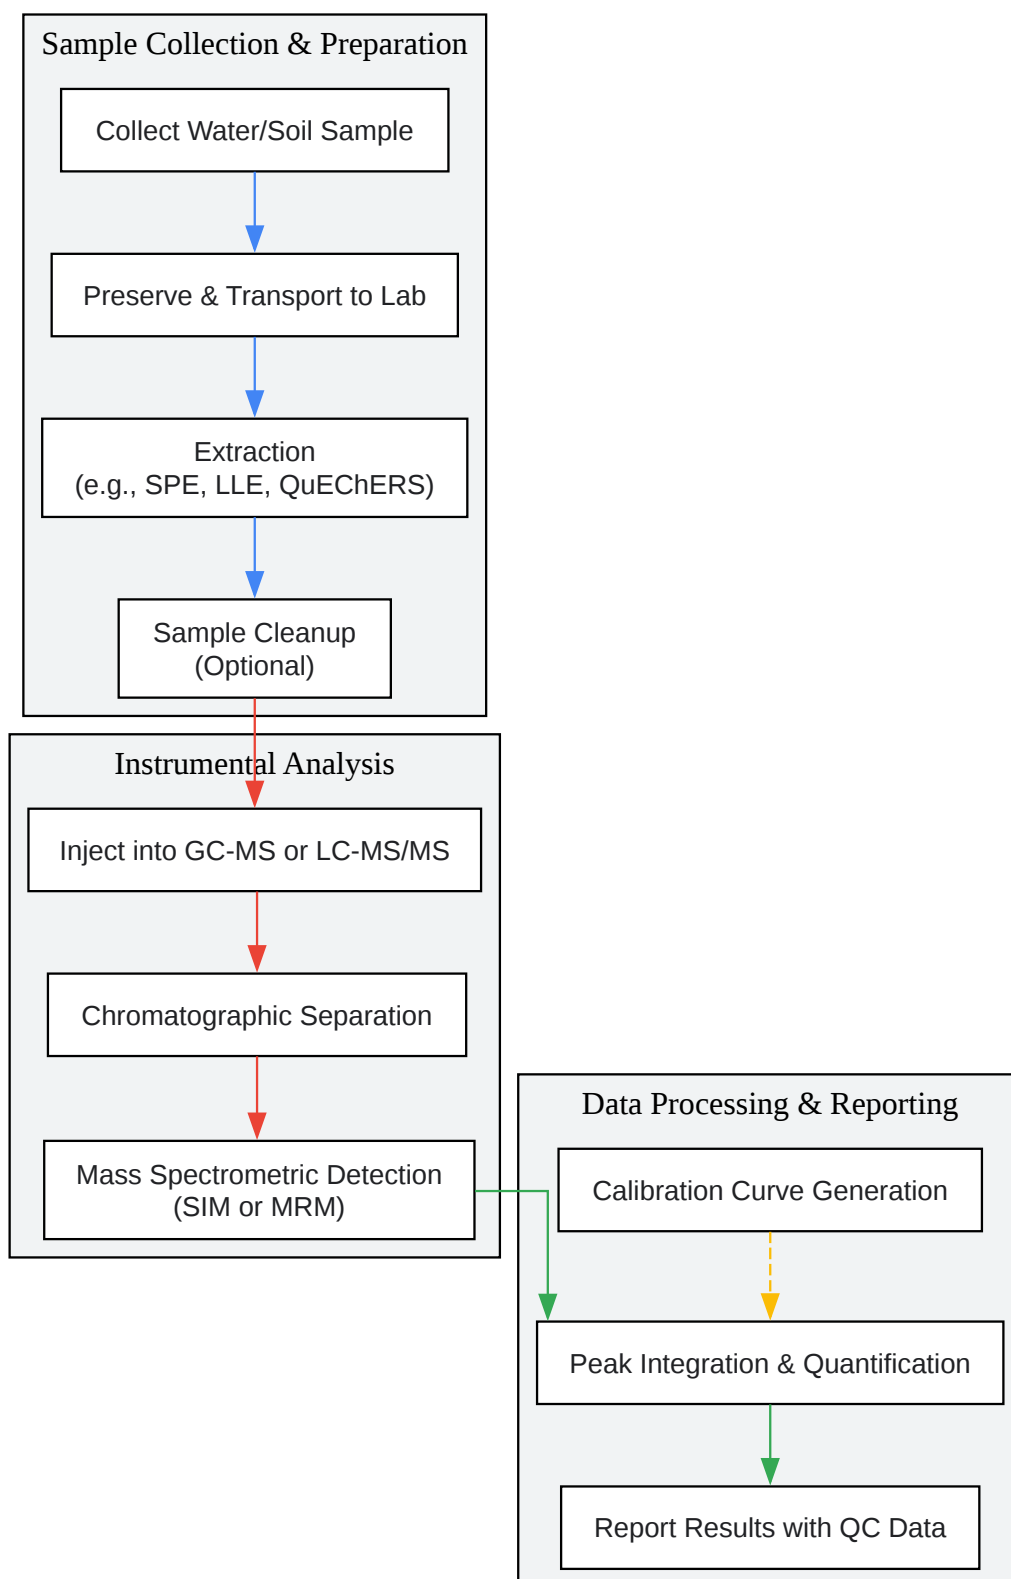 Sample Collection & Preparation
Collect Water/Soil Sample
Preserve & Transport to Lab
Extraction
(e.g., SPE, LLE, QuEChERS)
Sample Cleanup
(Optional)
Instrumental Analysis
Inject into GC-MS or LC-MS/MS
Chromatographic Separation
Mass Spectrometric Detection
(SIM or MRM)
Data Processing & Reporting
Calibration Curve Generation
Peak Integration & Quantification
Report Results with QC Data